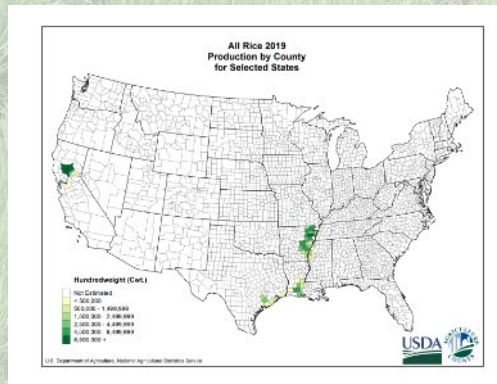 All Rice 2019
Production by County
for Selected States
Hundredweight (Cwt.)
Not Estimated
< 500,000
500,000 - 1,499,999
1,500,000 - 2,499,999
2,500,000 - 4,499,999
4,500,000 - 6,499,999
6,500,000 +
U.S. Department of Agriculture, National Agricultural Statistics Service
USDA
AGRICULTURE
COUNTS